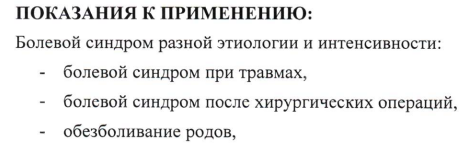 ПОКАЗАНИЯ К ПРИМЕНЕНИЮ:
Болевой синдром разной этиологии и интенсивности:
- болевой синдром при травмах,
- болевой синдром после хирургических операций,
- обезболивание родов,